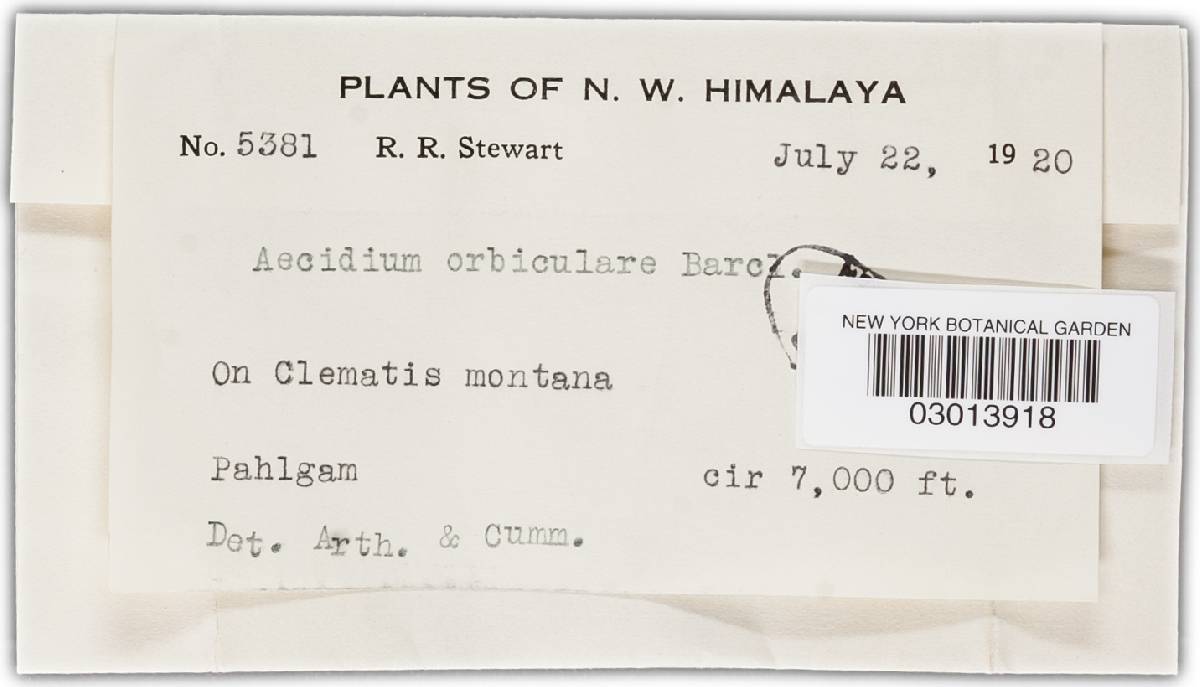 PLANTS OF N. W. HIMALAYA
No. 5381 R. R. Stewart July 22, 1920
Aecidium orbiculare Barcl.
NEW YORK BOTANICAL GARDEN
03013918
On Clematis montana
Pahlgam cir 7,000 ft.
Det. Arth. & Cumm.